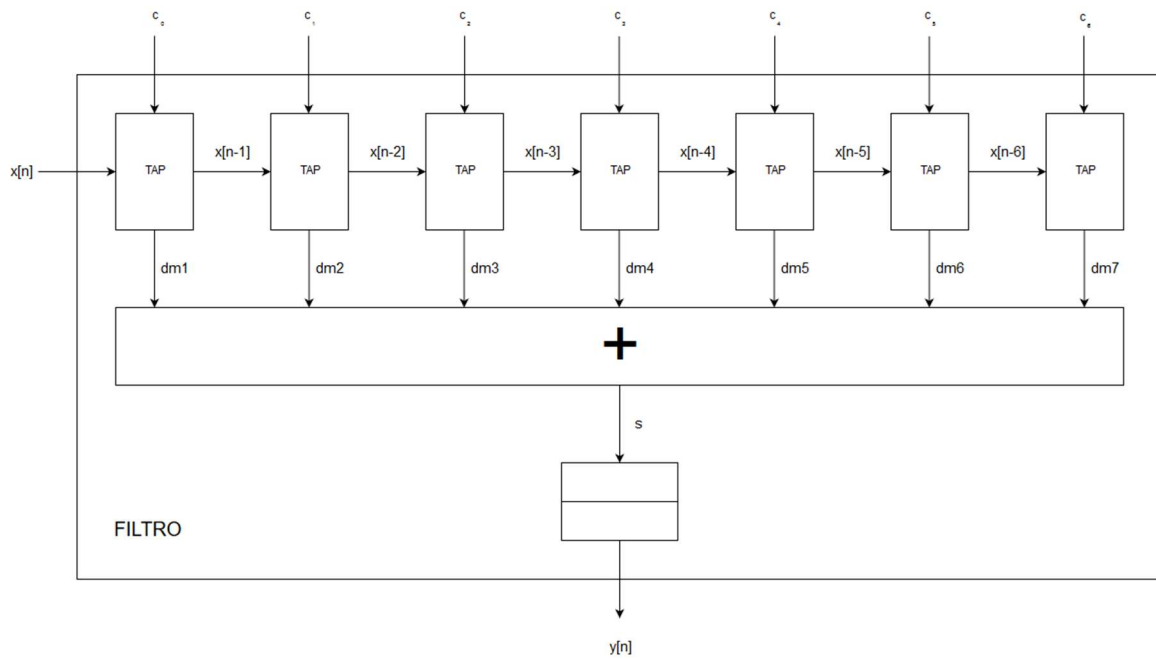 c₀ c₁ c₂ c₃ c₄ c₅ c₆
x[n] TAP x[n-1] TAP x[n-2] TAP x[n-3] TAP x[n-4] TAP x[n-5] TAP x[n-6] TAP
dm1 dm2 dm3 dm4 dm5 dm6 dm7
+
s
FILTRO
y[n]